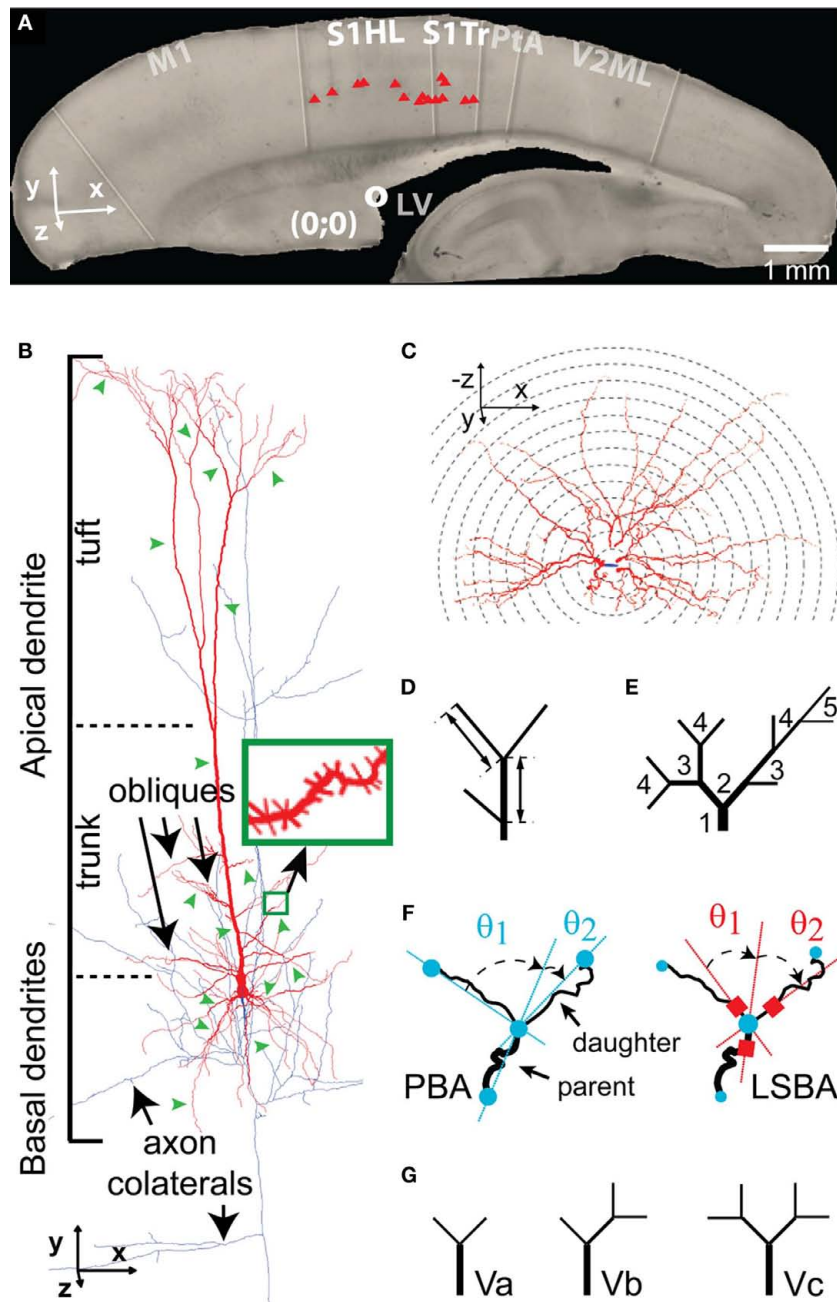 A
M1
S1HL
S1Tr
PtA
V2ML
y
x
z
(0;0)
LV
1 mm
B
tuft
Apical dendrite
obliques
trunk
Basal dendrites
axon
colaterals
y
x
z
C
-z
x
y
D
E
4
4
5
4
3
2
3
1
F
θ1
θ2
θ1
θ2
daughter
PBA
parent
LSBA
G
Va
Vb
Vc